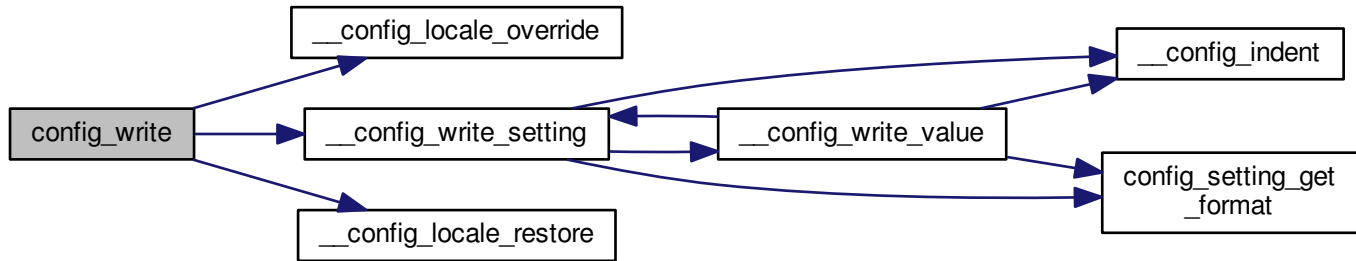 __config_locale_override
__config_indent
config_write
__config_write_setting
__config_write_value
config_setting_get
_format
__config_locale_restore